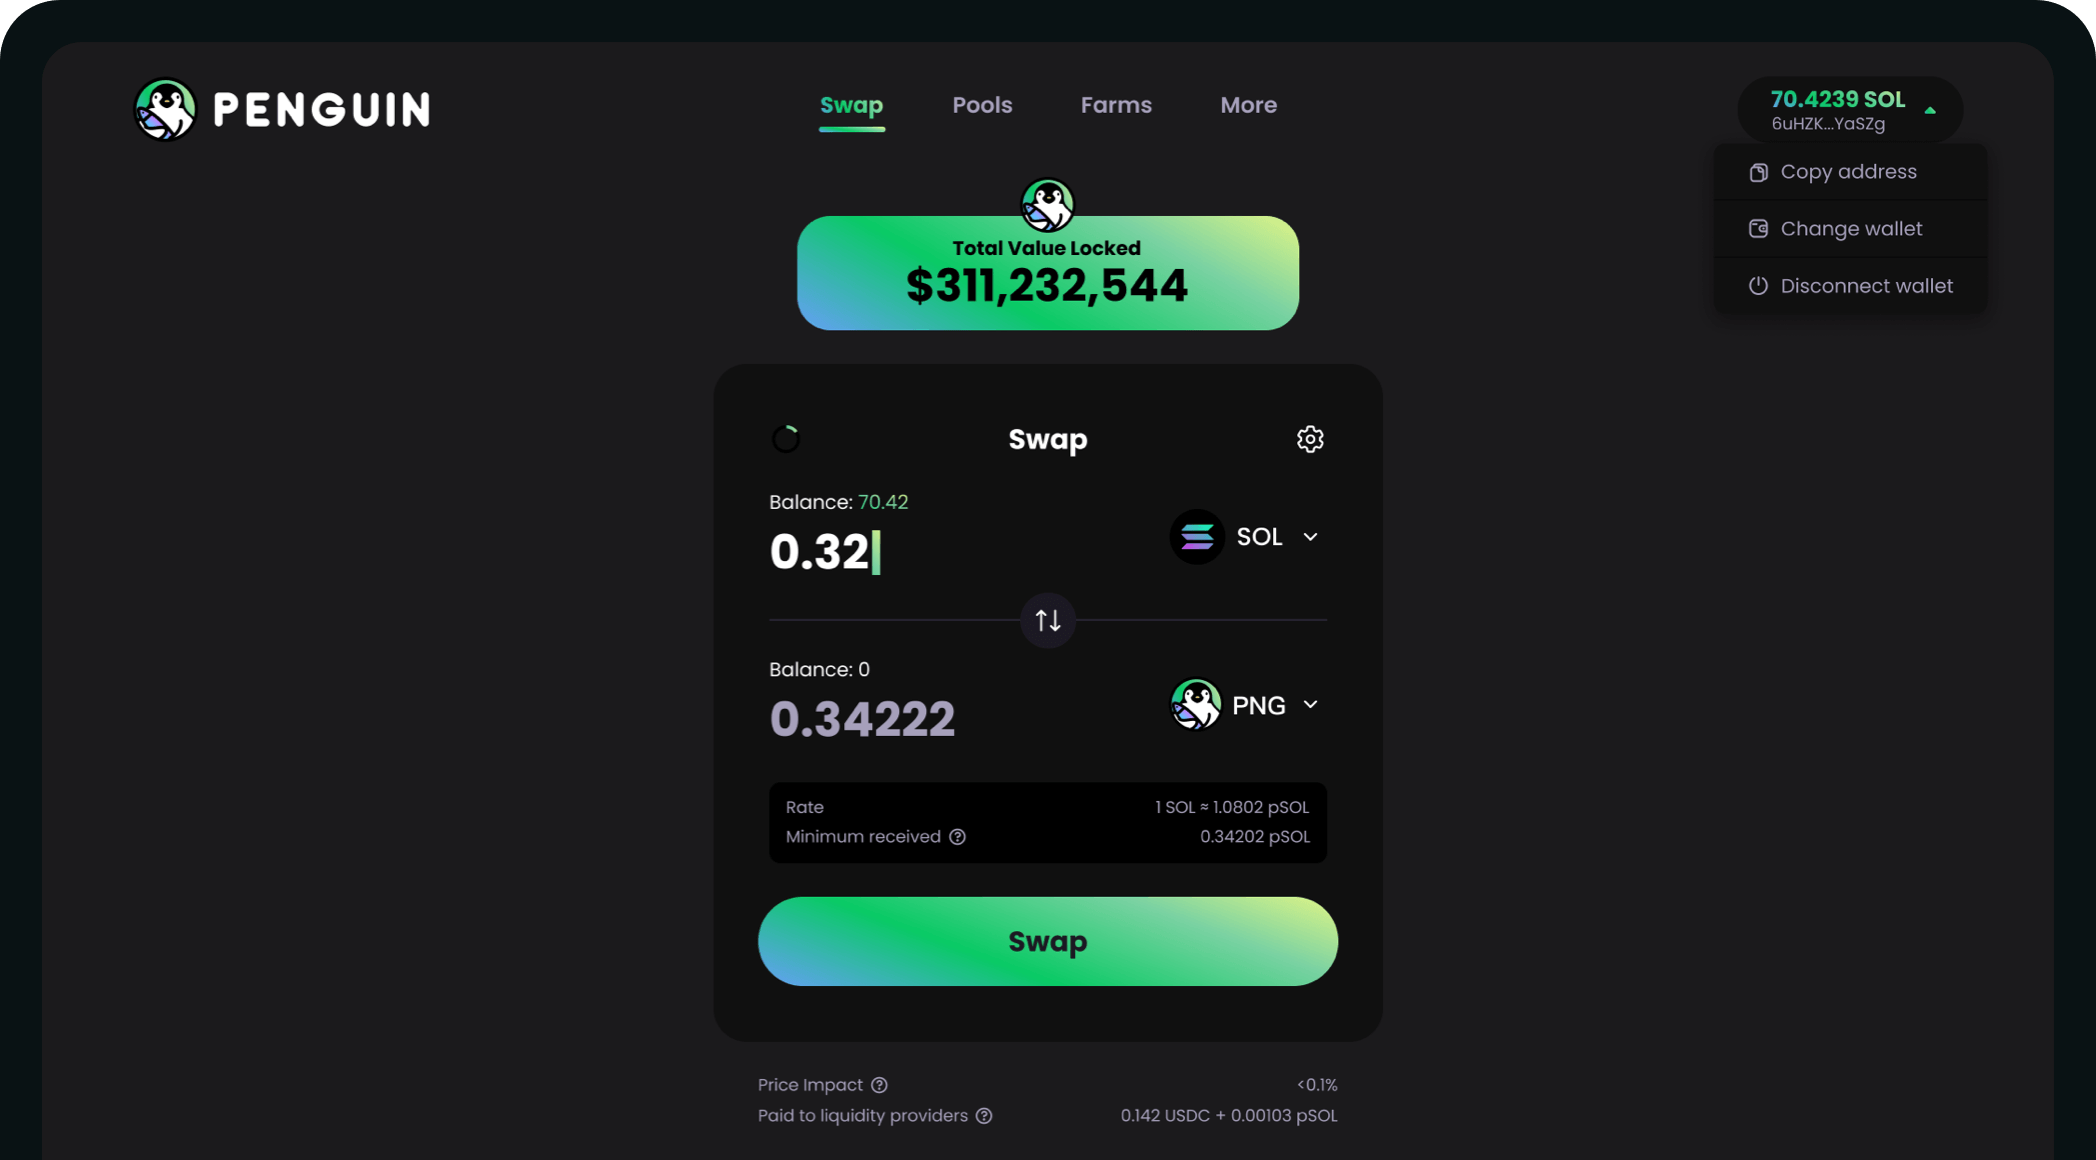 PENGUIN
Swap
Pools
Farms
More
70.4239 SOL
6uHZK...YaSZg
Copy address
Change wallet
Disconnect wallet
Total Value Locked
$311,232,544
Swap
Balance: 70.42
0.32
SOL
Balance: 0
0.34222
PNG
Rate
1 SOL ≈ 1.0802 pSOL
Minimum received
0.34202 pSOL
Swap
Price Impact
<0.1%
Paid to liquidity providers
0.142 USDC + 0.00103 pSOL